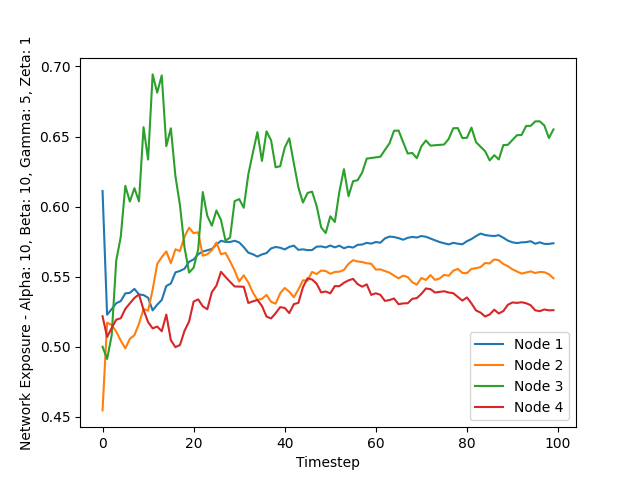 Network Exposure - Alpha: 10, Beta: 10, Gamma: 5, Zeta: 1
0.70
0.65
0.60
0.55
0.50
0.45
0
20
40
60
80
100
Timestep
Node 1
Node 2
Node 3
Node 4